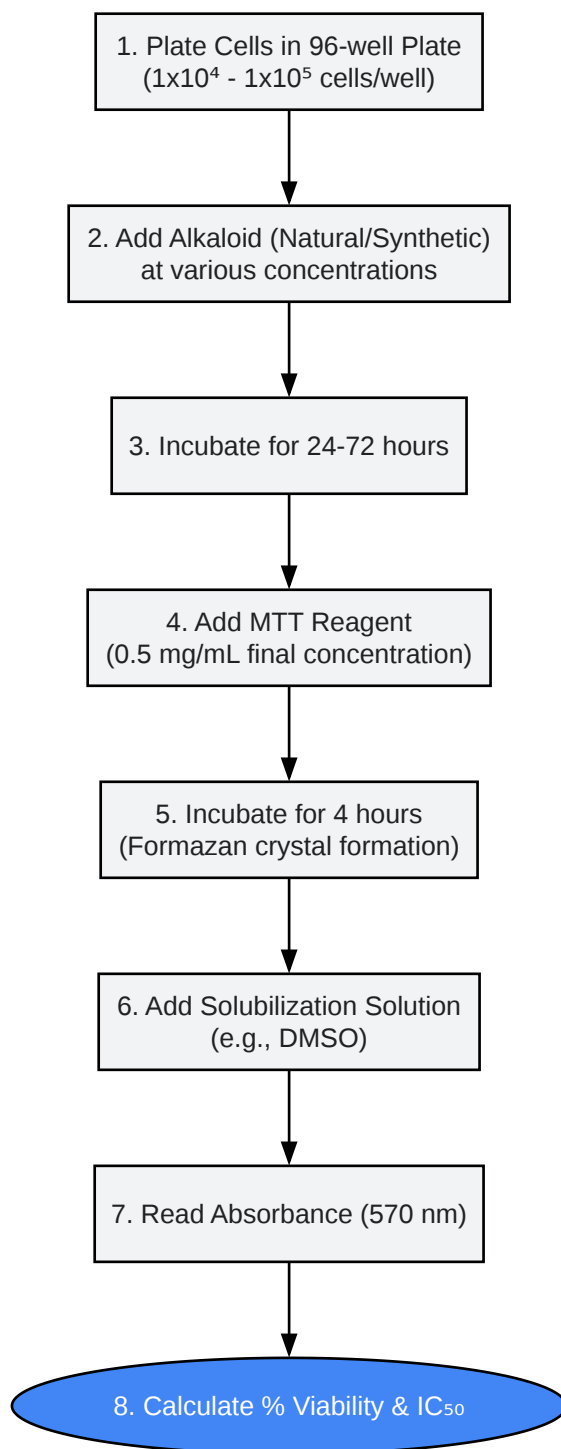 1. Plate Cells in 96-well Plate
(1x10⁴ - 1x10⁵ cells/well)
2. Add Alkaloid (Natural/Synthetic)
at various concentrations
3. Incubate for 24-72 hours
4. Add MTT Reagent
(0.5 mg/mL final concentration)
5. Incubate for 4 hours
(Formazan crystal formation)
6. Add Solubilization Solution
(e.g., DMSO)
7. Read Absorbance (570 nm)
8. Calculate % Viability & IC₅₀